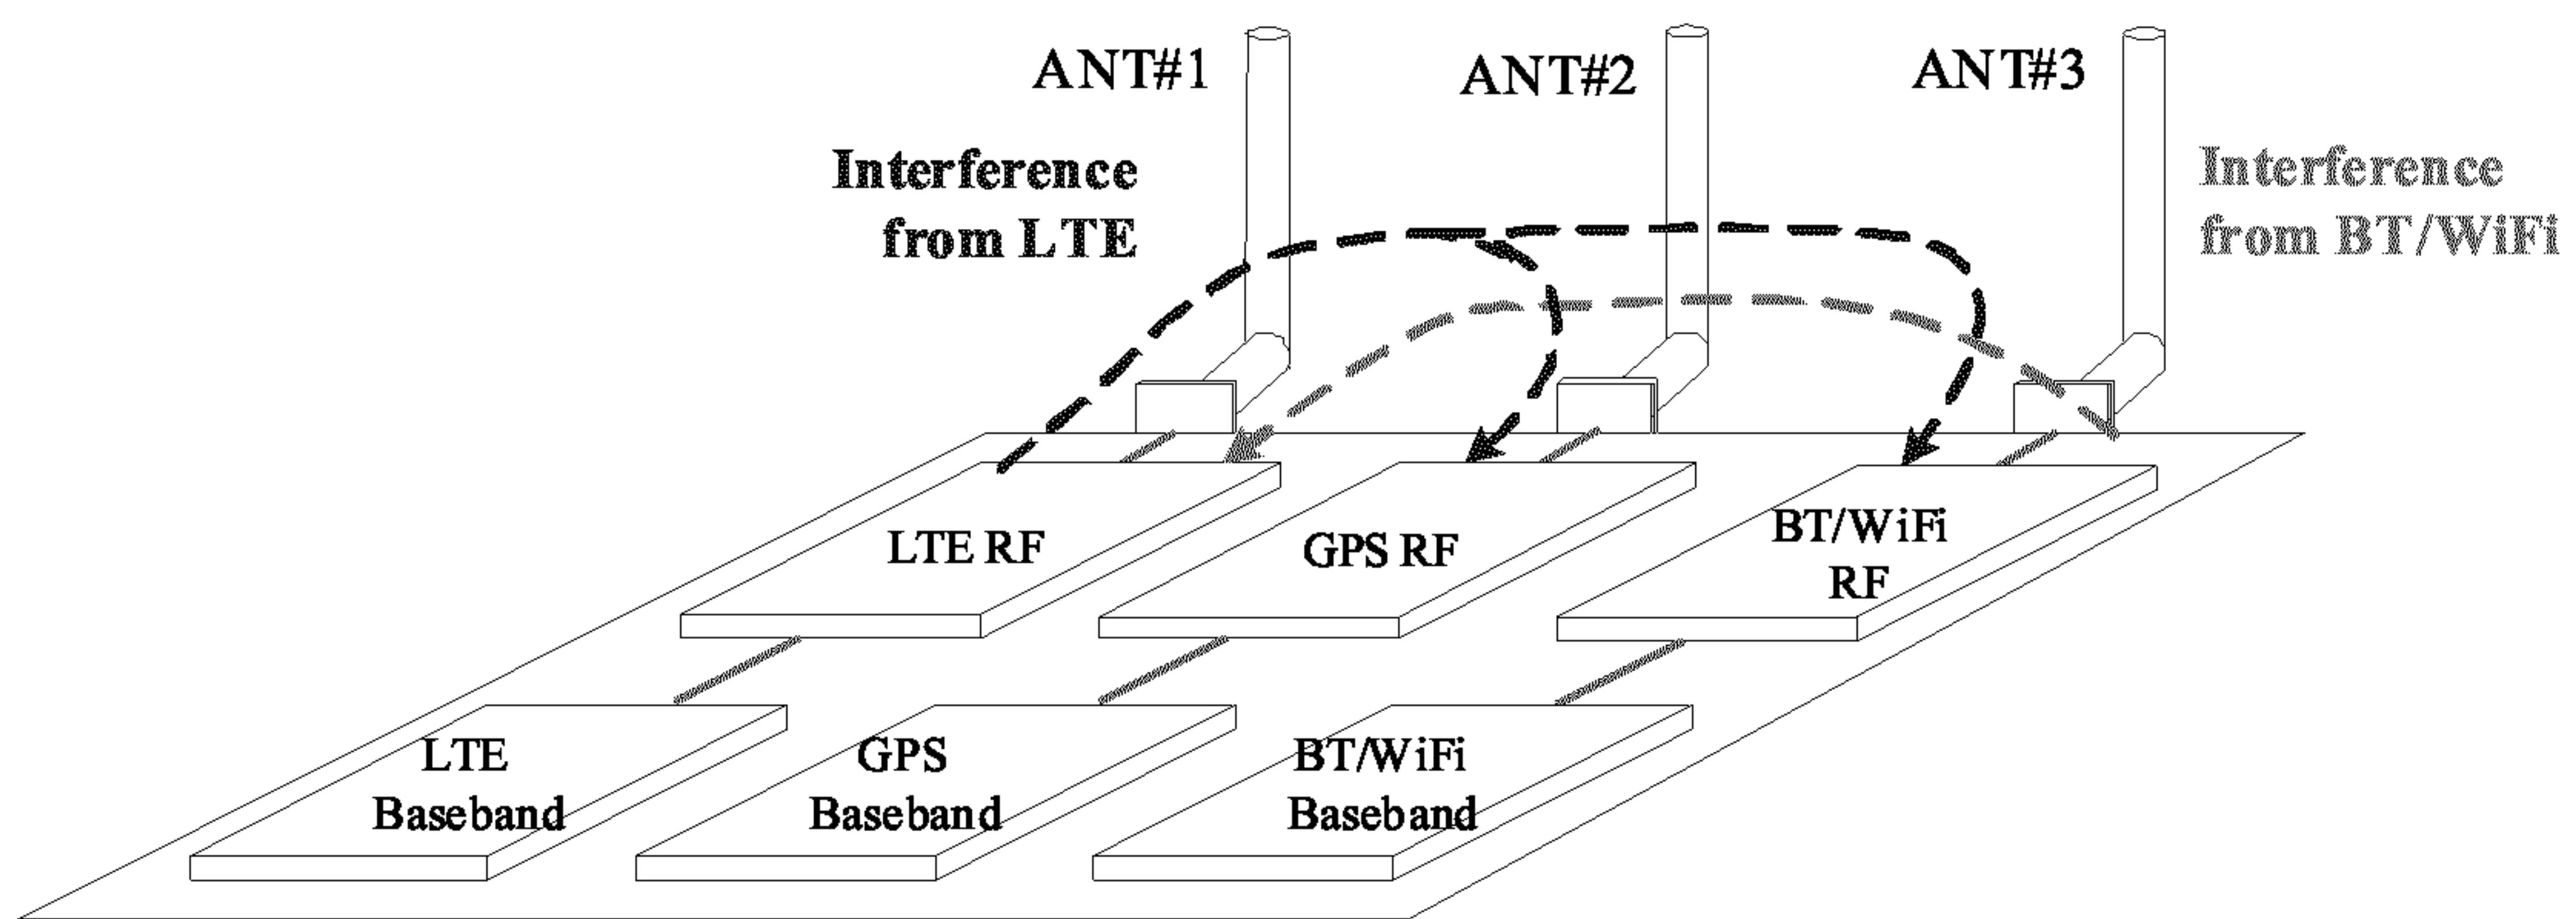 ANT#1
ANT#2
ANT#3
Interference
from LTE
Interference
from BT/WiFi
LTE RF
GPS RF
BT/WiFi
RF
LTE
Baseband
GPS
Baseband
BT/WiFi
Baseband